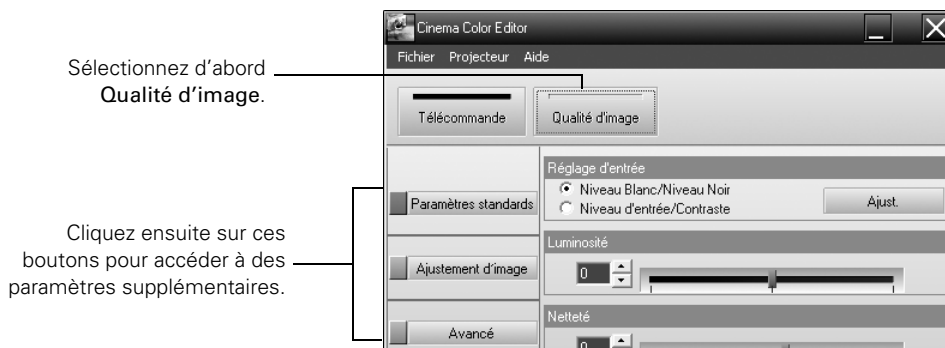 Cinema Color Editor
Fichier Projecteur Aide
Sélectionnez d'abord
Qualité d'image.
Télécommande
Qualité d'image
Réglage d'entrée
Niveau Blanc/Niveau Noir
Niveau d'entrée/Contraste
Ajust.
Paramètres standards
Cliquez ensuite sur ces
boutons pour accéder à des
paramètres supplémentaires.
Luminosité
0
Ajustement d'image
Netteté
0
Avancé